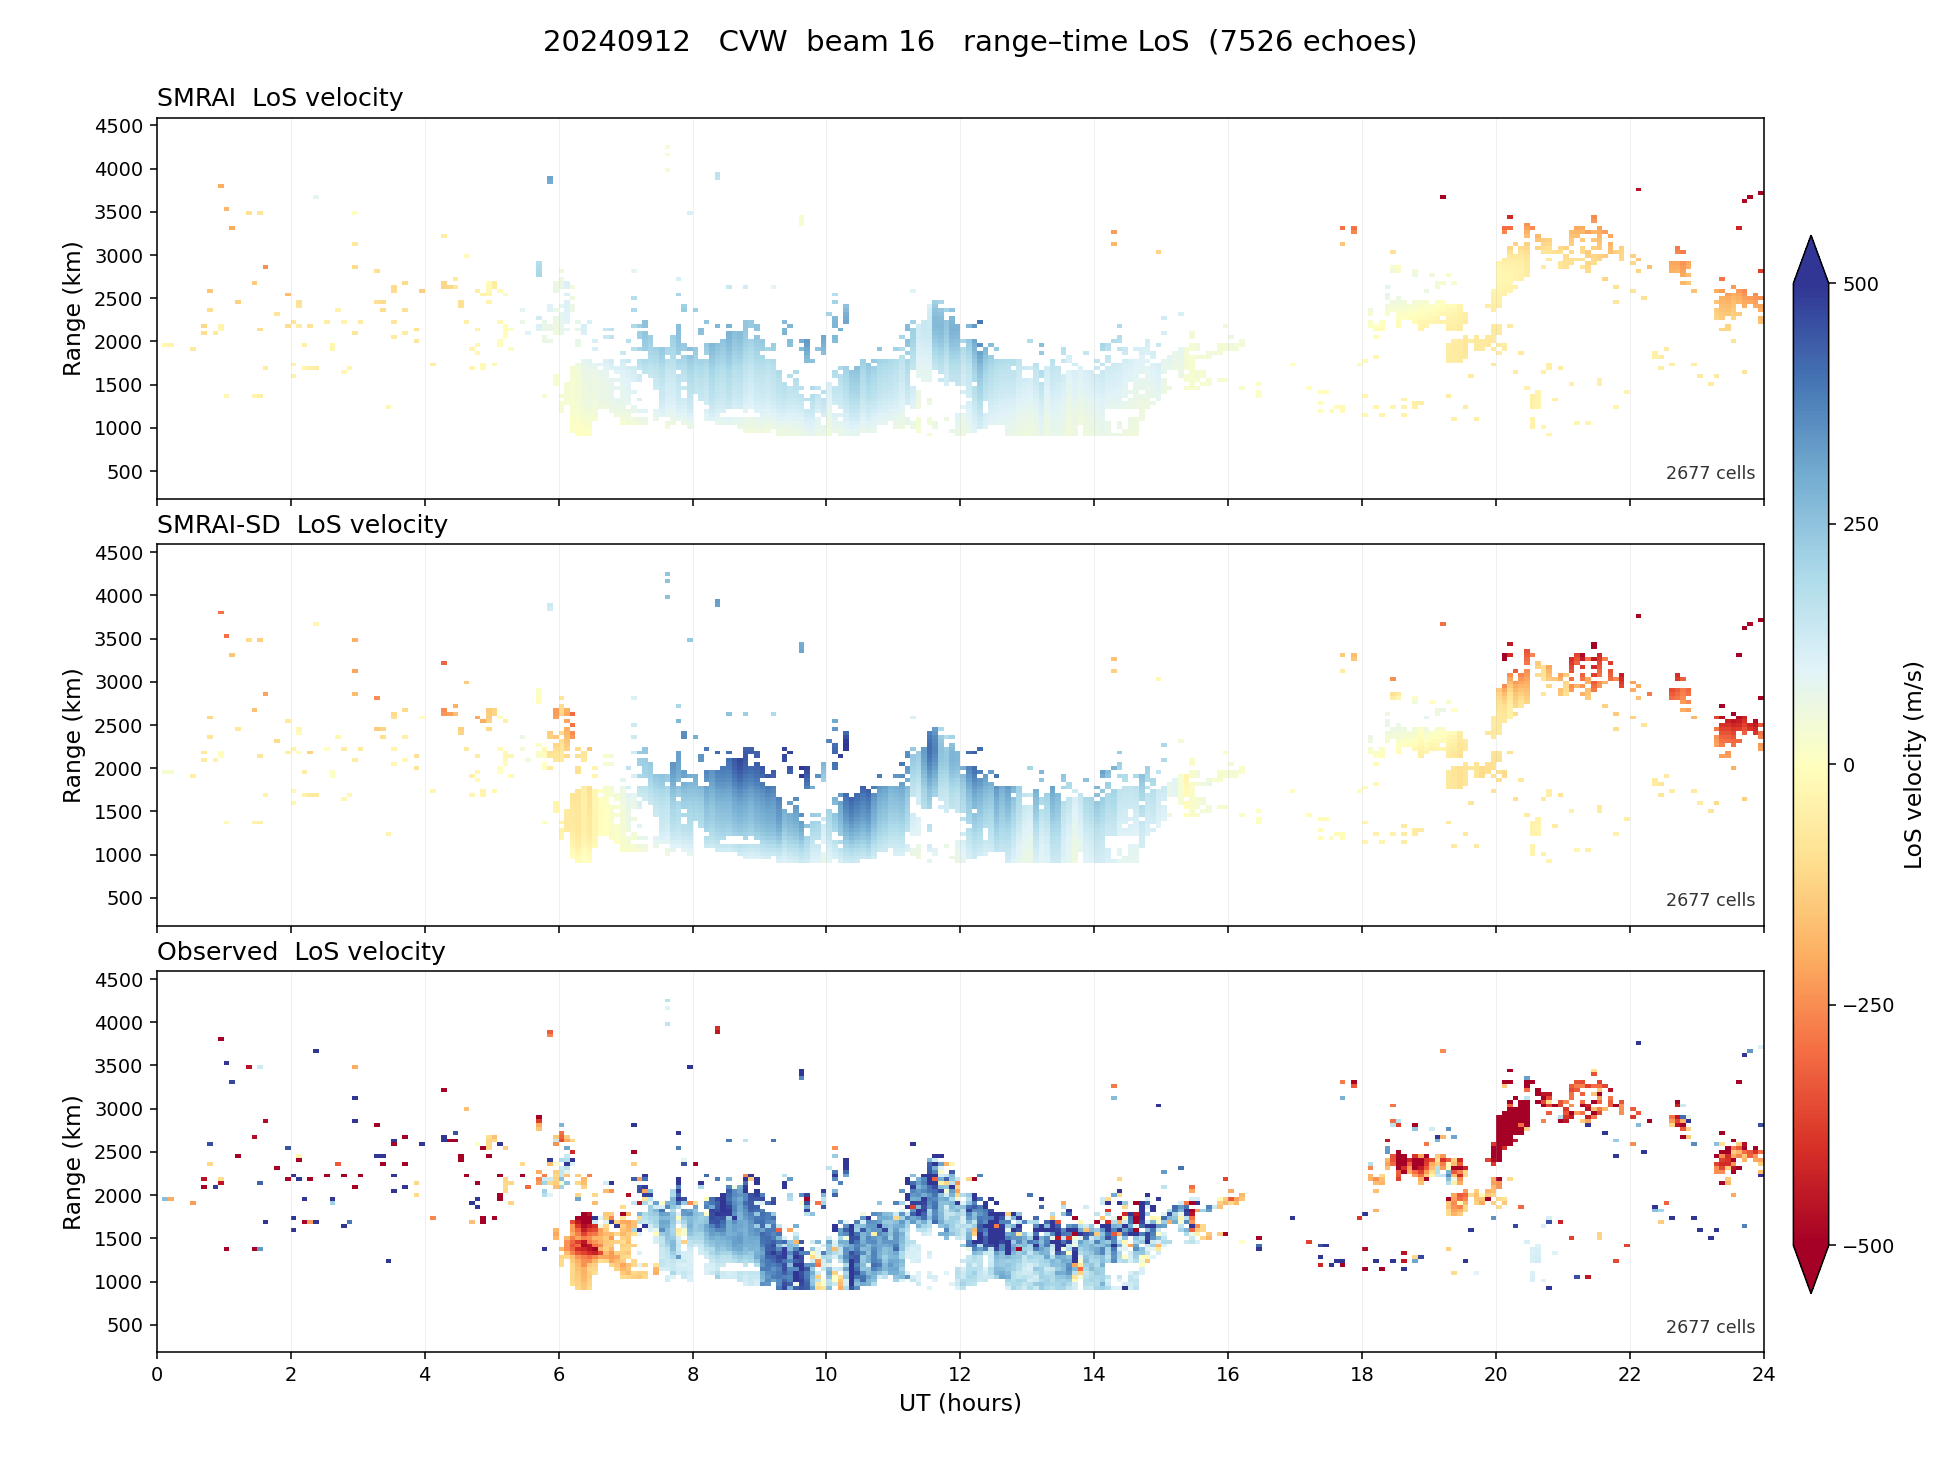 20240912   CVW  beam 16   range–time LoS  (7526 echoes)
SMRAI  LoS velocity
4500
4000
3500
3000
2500
2000
1500
1000
500
Range (km)
2677 cells
SMRAI-SD  LoS velocity
4500
4000
3500
3000
2500
2000
1500
1000
500
Range (km)
2677 cells
Observed  LoS velocity
4500
4000
3500
3000
2500
2000
1500
1000
500
Range (km)
2677 cells
0 2 4 6 8 10 12 14 16 18 20 22 24
UT (hours)
500
250
0
−250
−500
LoS velocity (m/s)